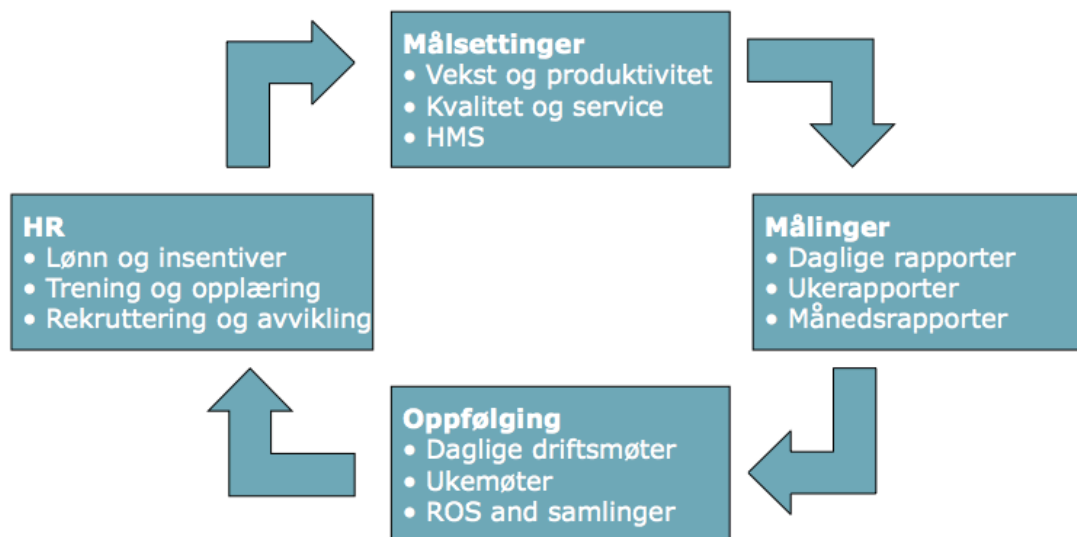 Målsettinger
• Vekst og produktivitet
• Kvalitet og service
• HMS
HR
• Lønn og insentiver
• Trening og opplæring
• Rekruttering og avvikling
Målinger
• Daglige rapporter
• Ukerapporter
• Månedsrapporter
Oppfølging
• Daglige driftsmøter
• Ukemøter
• ROS and samlinger